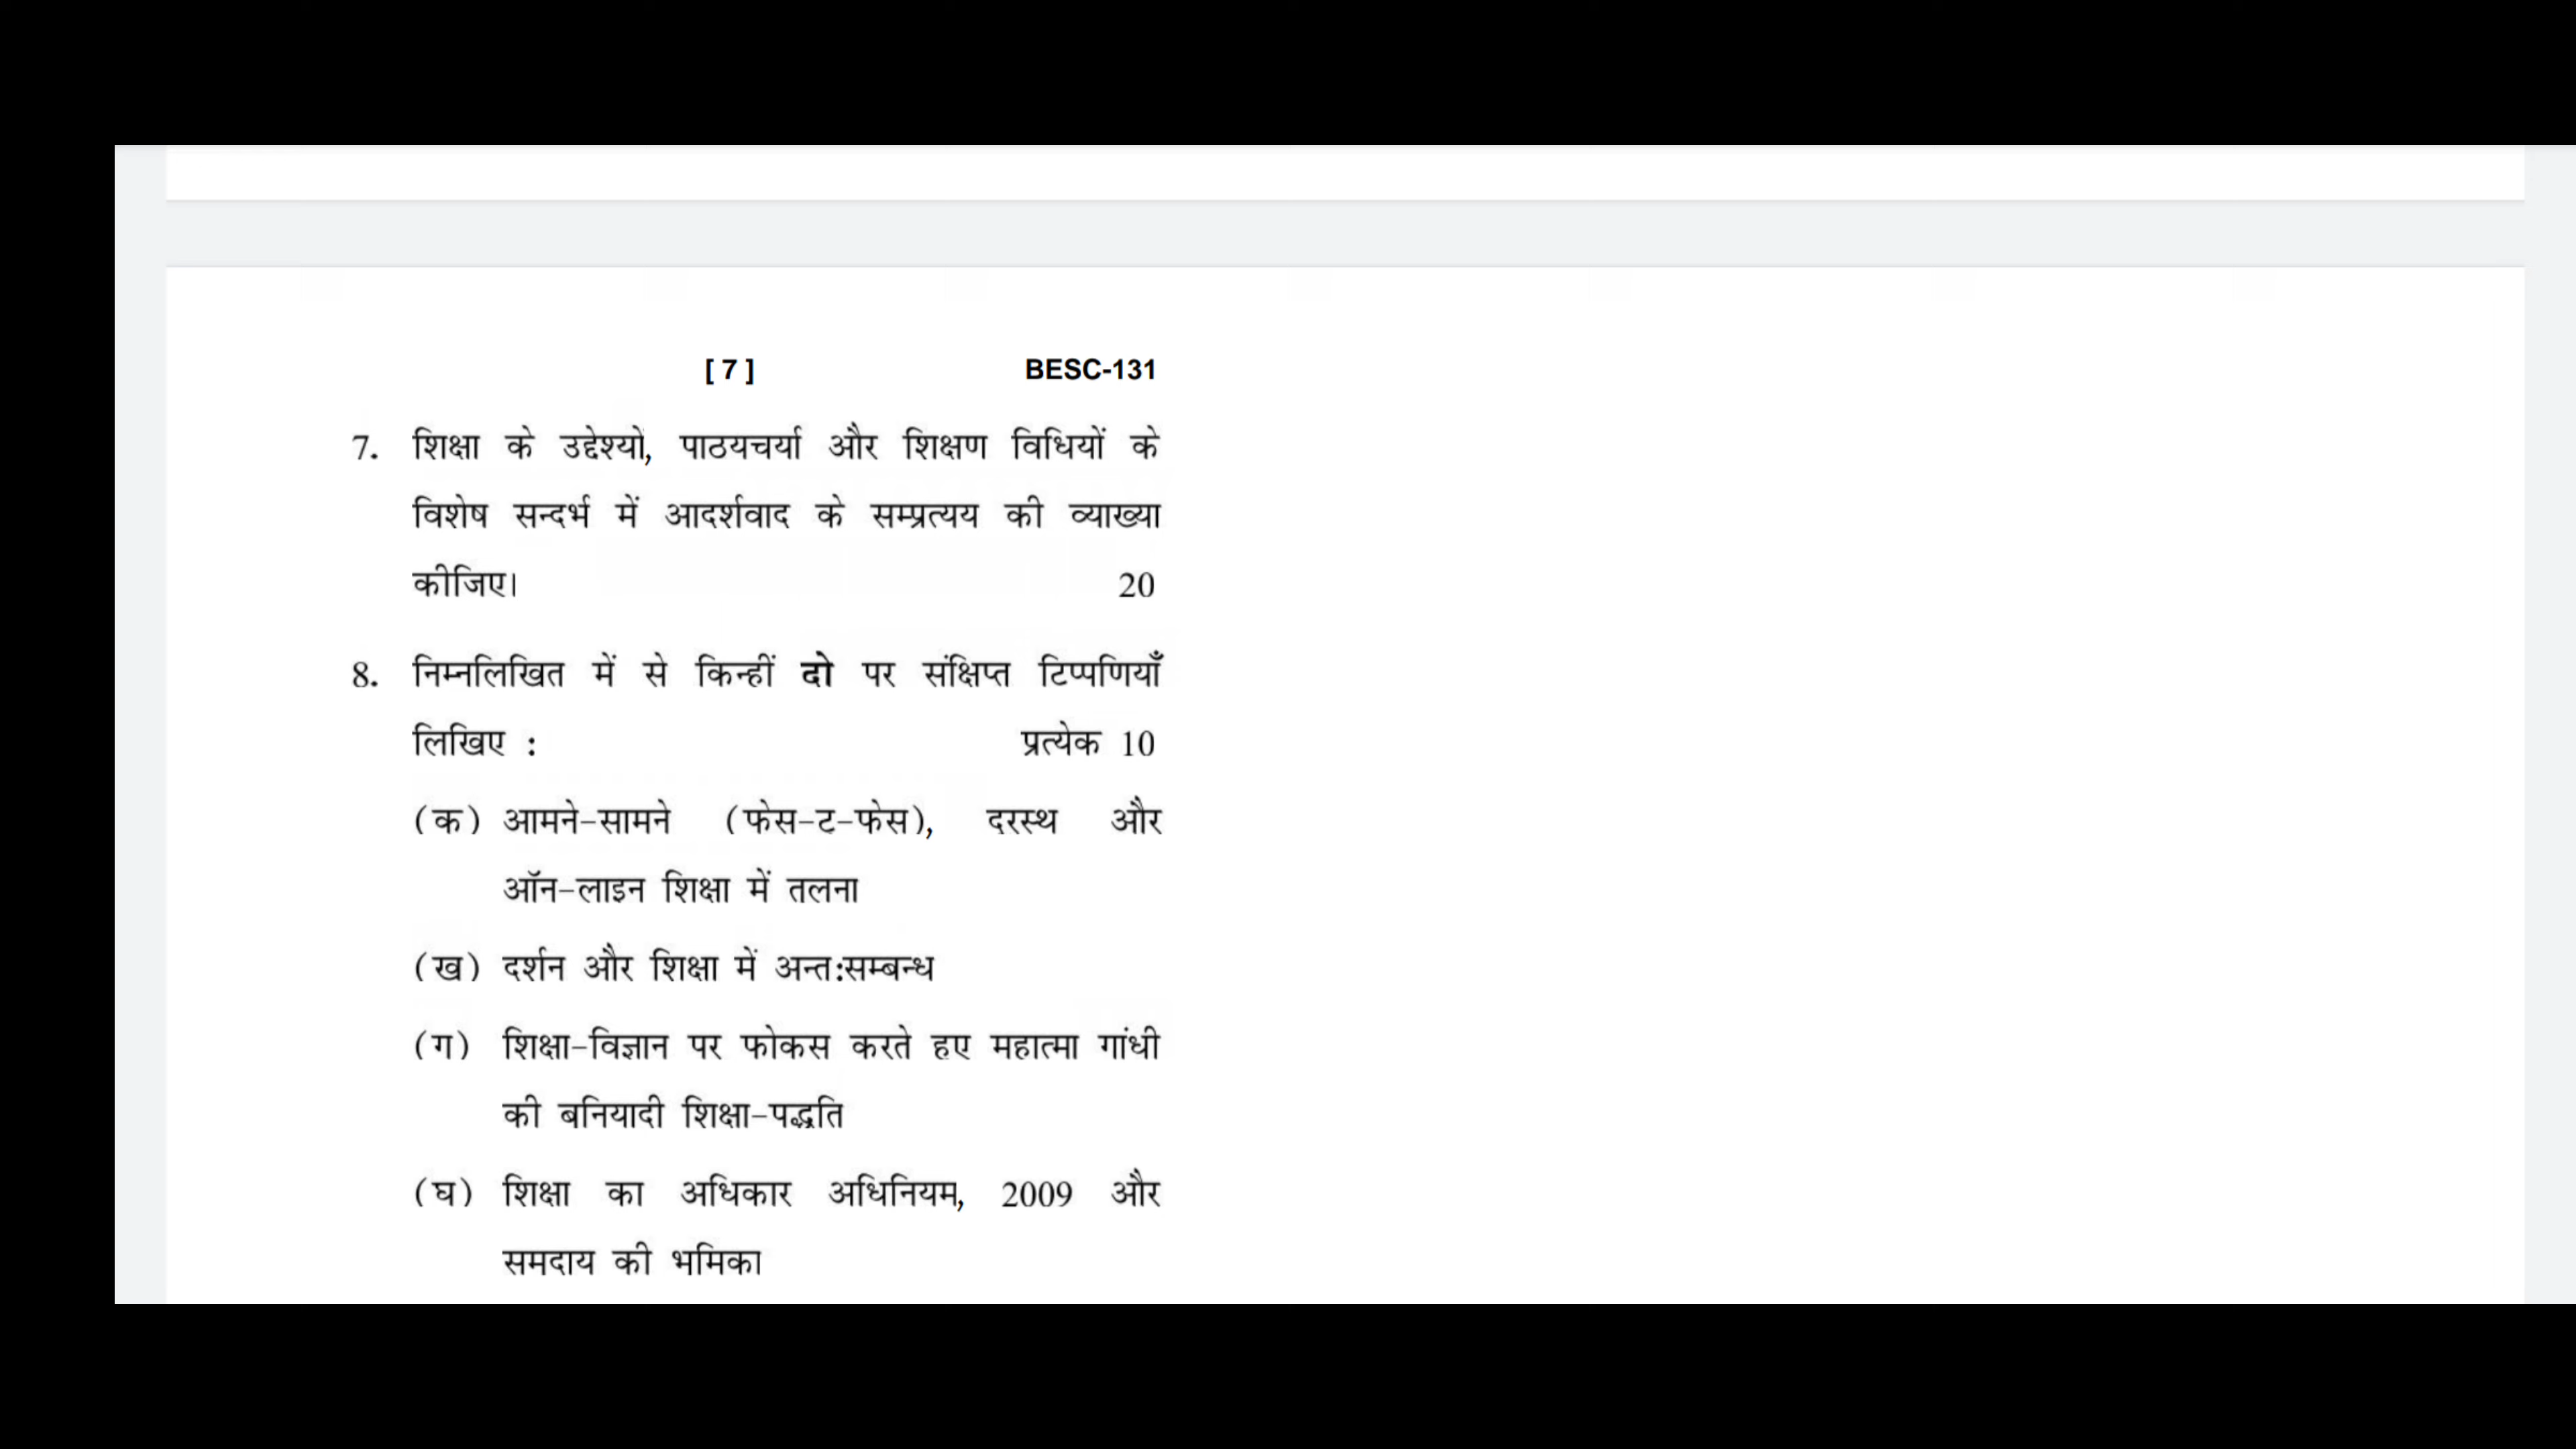 [ 7 ] BESC-131
7. शिक्षा के उद्देश्यों, पाठयचर्या और शिक्षण विधियों के
विशेष सन्दर्भ में आदर्शवाद के सम्प्रत्यय की व्याख्या
कीजिए। 20
8. निम्नलिखित में से किन्हीं दो पर संक्षिप्त टिप्पणियाँ
लिखिए : प्रत्येक 10
(क) आमने-सामने (फेस-ट-फेस), दरस्थ और
ऑन-लाइन शिक्षा में तलना
(ख) दर्शन और शिक्षा में अन्त:सम्बन्ध
(ग) शिक्षा-विज्ञान पर फोकस करते हए महात्मा गांधी
की बनियादी शिक्षा-पद्धति
(घ) शिक्षा का अधिकार अधिनियम, 2009 और
समदाय की भमिका